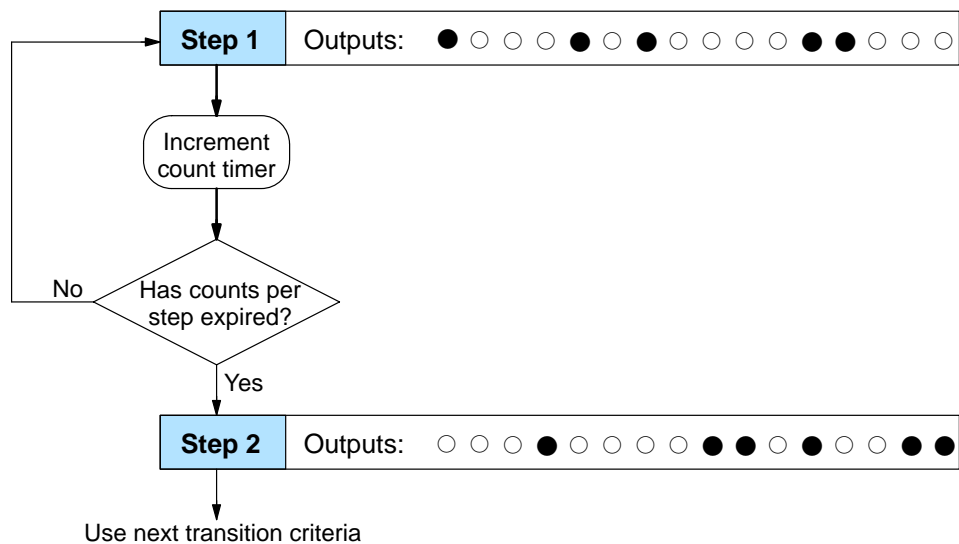 Step 1 Outputs:
Increment
count timer
No
Has counts per
step expired?
Yes
Step 2 Outputs:
Use next transition criteria